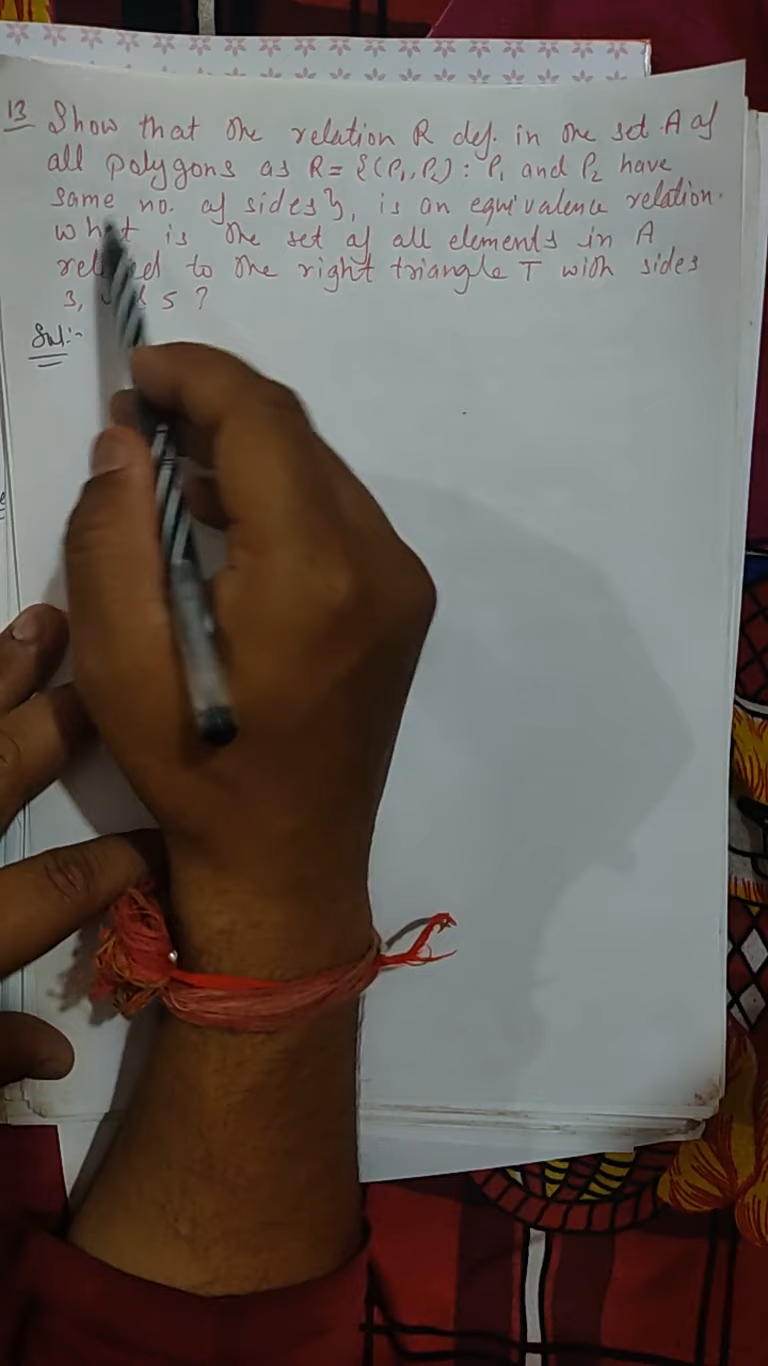 13 Show that the relation R def. in the set A of
all polygons as R = {(P₁, P₂) : P₁ and P₂ have
same no. of sides}, is an equivalence relation.
what is the set of all elements in A
to the right triangle T with sides
3, 5 ?
Sol:-